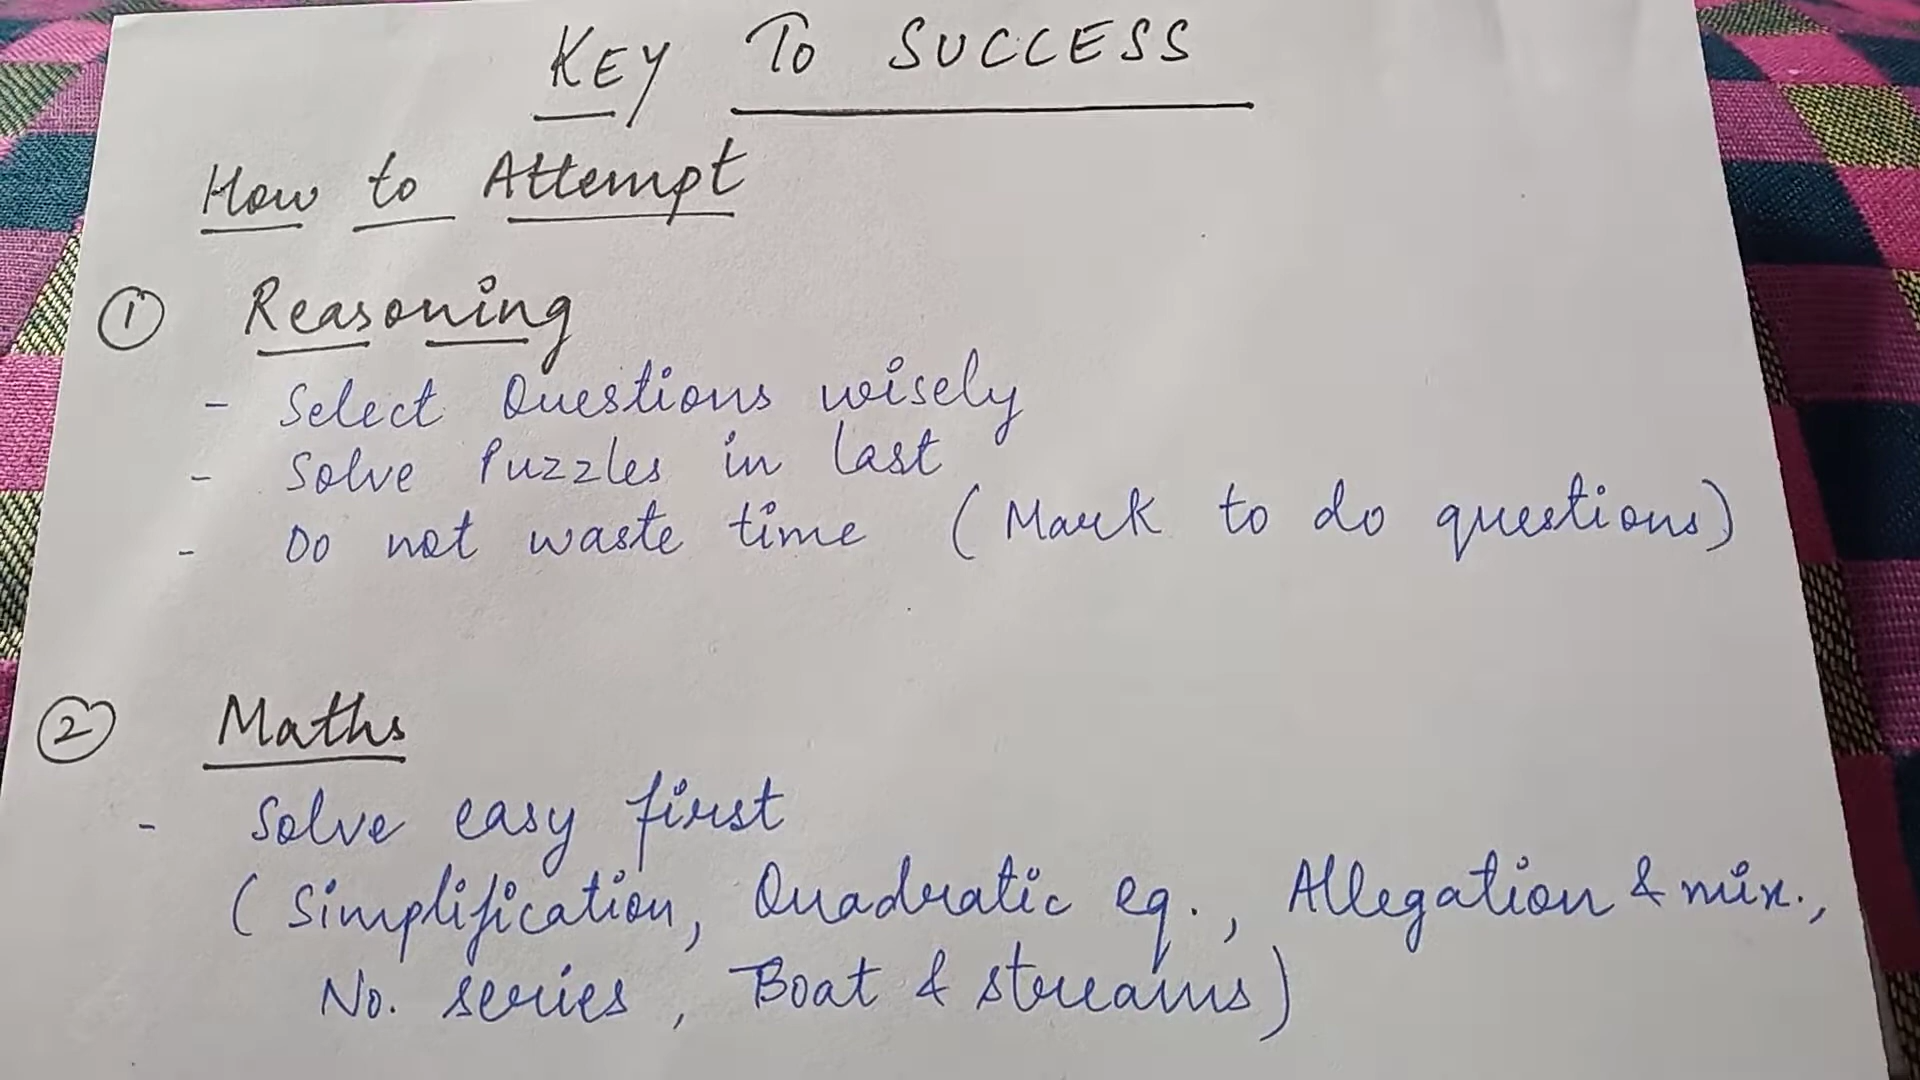 KEY To SUCCESS
How to Attempt
① Reasoning
- Select Questions wisely
- Solve Puzzles in last
- Do not waste time (Mark to do questions)
② Maths
- Solve easy first
(Simplification, Quadratic eq., Allegation & mix.,
No. series, Boat & streams)